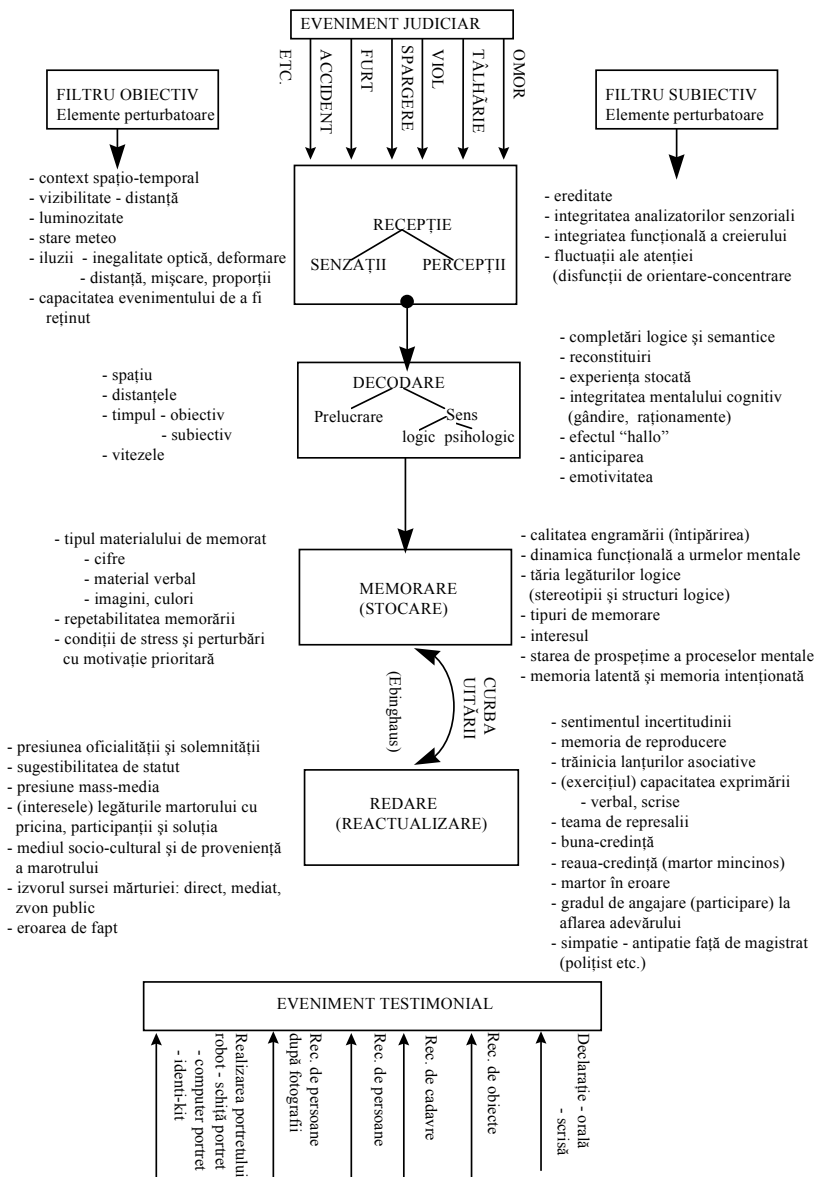 EVENIMENT JUDICIAR
ETC.
ACCIDENT
FURT
SPARGERE
VIOL
TÂLHĂRIE
OMOR
FILTRU OBIECTIV
Elemente perturbatoare
FILTRU SUBIECTIV
Elemente perturbatoare
- context spațio-temporal
- vizibilitate - distanță
- luminozitate
- stare meteo
- iluzii - inegalitate optică, deformare
- distanță, mișcare, proporții
- capacitatea evenimentului de a fi
reținut
RECEPȚIE
SENZAȚII
PERCEPȚII
- ereditate
- integritatea analizatorilor senzoriali
- integriatea funcțională a creierului
- fluctuații ale atenției
(disfuncții de orientare-concentrare
- spațiu
- distanțele
- timpul - obiectiv
- subiectiv
- vitezele
DECODARE
Prelucrare
Sens
logic psihologic
- completări logice și semantice
- reconstituiri
- experiența stocată
- integritatea mentalului cognitiv
(gândire, raționamente)
- efectul “hallo”
- anticiparea
- emotivitatea
- tipul materialului de memorat
- cifre
- material verbal
- imagini, culori
- repetabilitatea memorării
- condiții de stress și perturbări
cu motivație prioritară
MEMORARE
(STOCARE)
- calitatea engramării (întipărirea)
- dinamica funcțională a urmelor mentale
- tăria legăturilor logice
(stereotipii și structuri logice)
- tipuri de memorare
- interesul
- starea de prospețime a proceselor mentale
- memoria latentă și memoria intenționată
CURBA
UITĂRII
(Ebinghaus)
- presiunea oficialității și solemnității
- sugestibilitatea de statut
- presiune mass-media
- (interesele) legăturile martorului cu
pricina, participanții și soluția
- mediul socio-cultural și de proveniență
a marotrului
- izvorul sursei mărturiei: direct, mediat,
zvon public
- eroarea de fapt
REDARE
(REACTUALIZARE)
- sentimentul incertitudinii
- memoria de reproducere
- trăinicia lanțurilor asociative
- (exercițiul) capacitatea exprimării
- verbal, scrise
- teama de represalii
- buna-credință
- reaua-credință (martor mincinos)
- martor în eroare
- gradul de angajare (participare) la
aflarea adevărului
- simpatie - antipatie față de magistrat
(polițist etc.)
EVENIMENT TESTIMONIAL
Realizarea portretului
robot - schiță portret
- computer portret
- identi-kit
Rec. de persoane
după fotografii
Rec. de persoane
Rec. de cadavre
Rec. de obiecte
Declarație - orală
- scrisă